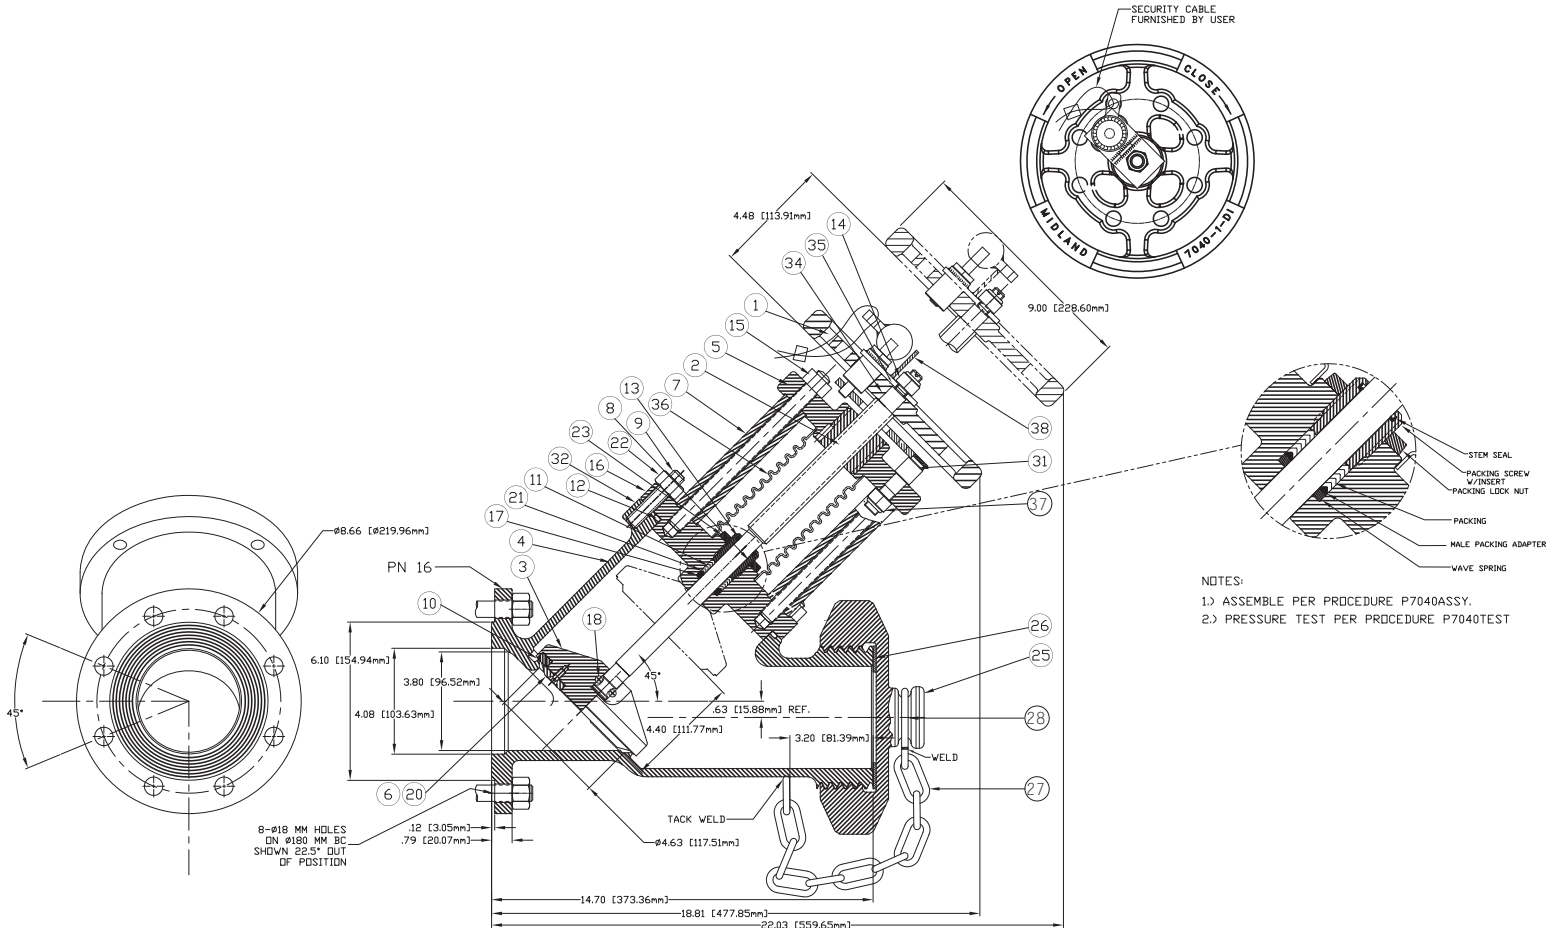 SECURITY CABLE
FURNISHED BY USER
OPEN
CLOSE
MIDLAND
7040-1-DI
4.48 [113.91mm]
9.00 [228.60mm]
14
35
34
1
15
5
2
7
36
13
8
9
22
23
32
16
12
11
21
17
4
3
10
18
38
31
37
26
25
28
27
6
20
STEM SEAL
PACKING SCREW
W/INSERT
PACKING LOCK NUT
PACKING
MALE PACKING ADAPTER
WAVE SPRING
NOTES:
1.) ASSEMBLE PER PROCEDURE P7040ASSY.
2.) PRESSURE TEST PER PROCEDURE P7040TEST
Ø8.66 [Ø219.96mm]
PN 16
45°
6.10 [154.94mm]
3.80 [96.52mm]
4.08 [103.63mm]
45°
.63 [15.88mm] REF.
4.40 [111.77mm]
3.20 [81.39mm]
WELD
TACK WELD
Ø4.63 [117.51mm]
8-Ø18 MM HOLES
ON Ø180 MM BC
SHOWN 22.5° OUT
OF POSITION
.12 [3.05mm]
.79 [20.07mm]
14.70 [373.36mm]
18.81 [477.85mm]
22.03 [559.65mm]